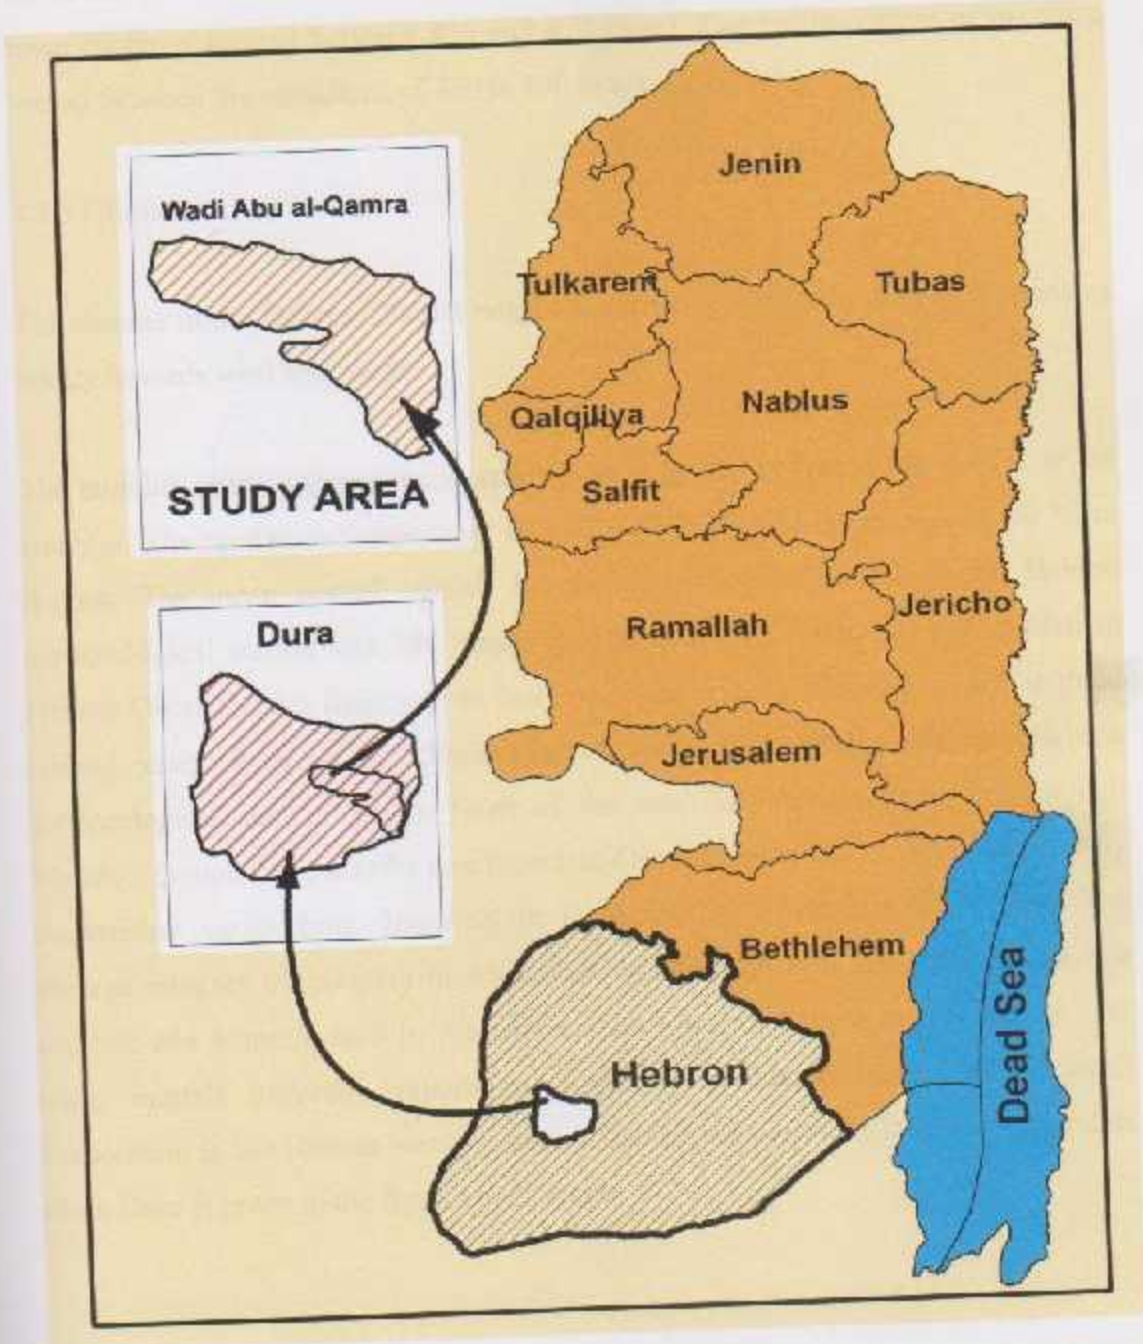 Wadi Abu al-Qamra
STUDY AREA
Dura
Jenin
Tulkarem
Tubas
Qalqiliya
Nablus
Salfit
Ramallah
Jericho
Jerusalem
Bethlehem
Hebron
Dead Sea